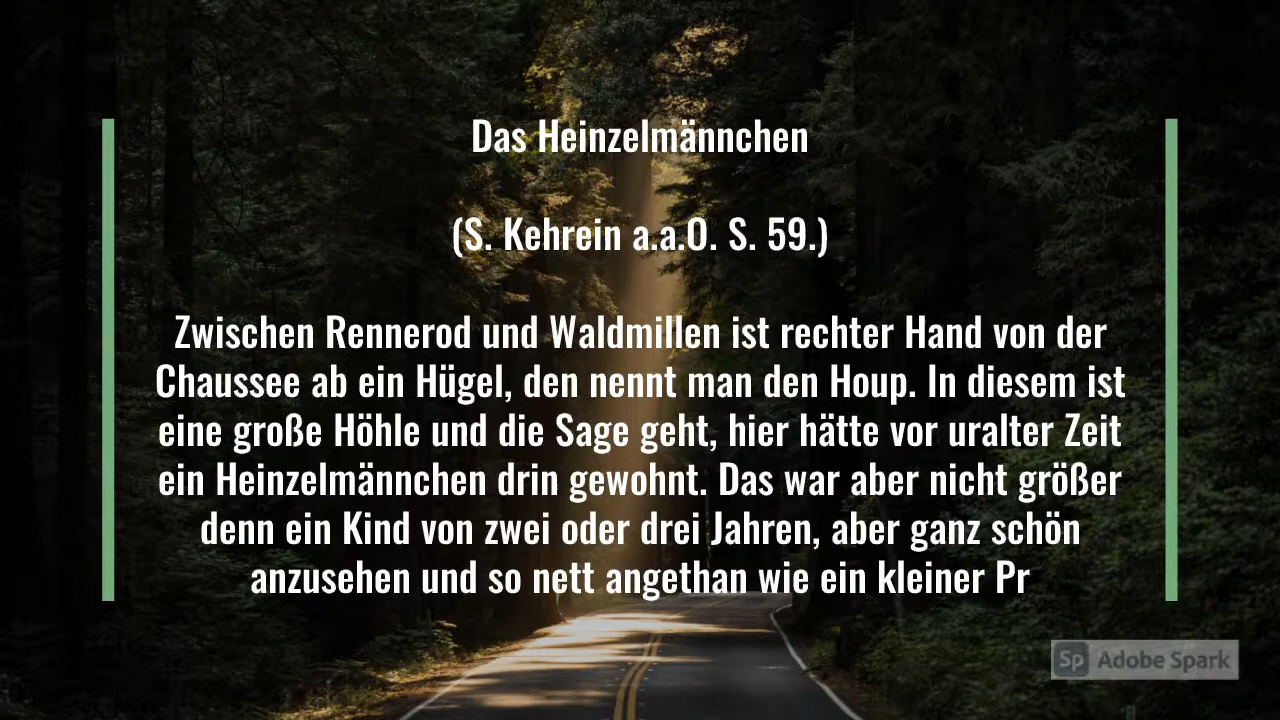 Das Heinzelmännchen
(S. Kehrein a.a.O. S. 59.)
Zwischen Rennerod und Waldmillen ist rechter Hand von der
Chaussee ab ein Hügel, den nennt man den Houp. In diesem ist
eine große Höhle und die Sage geht, hier hätte vor uralter Zeit
ein Heinzelmännchen drin gewohnt. Das war aber nicht größer
denn ein Kind von zwei oder drei Jahren, aber ganz schön
anzusehen und so nett angethan wie ein kleiner Pr
Sp Adobe Spark